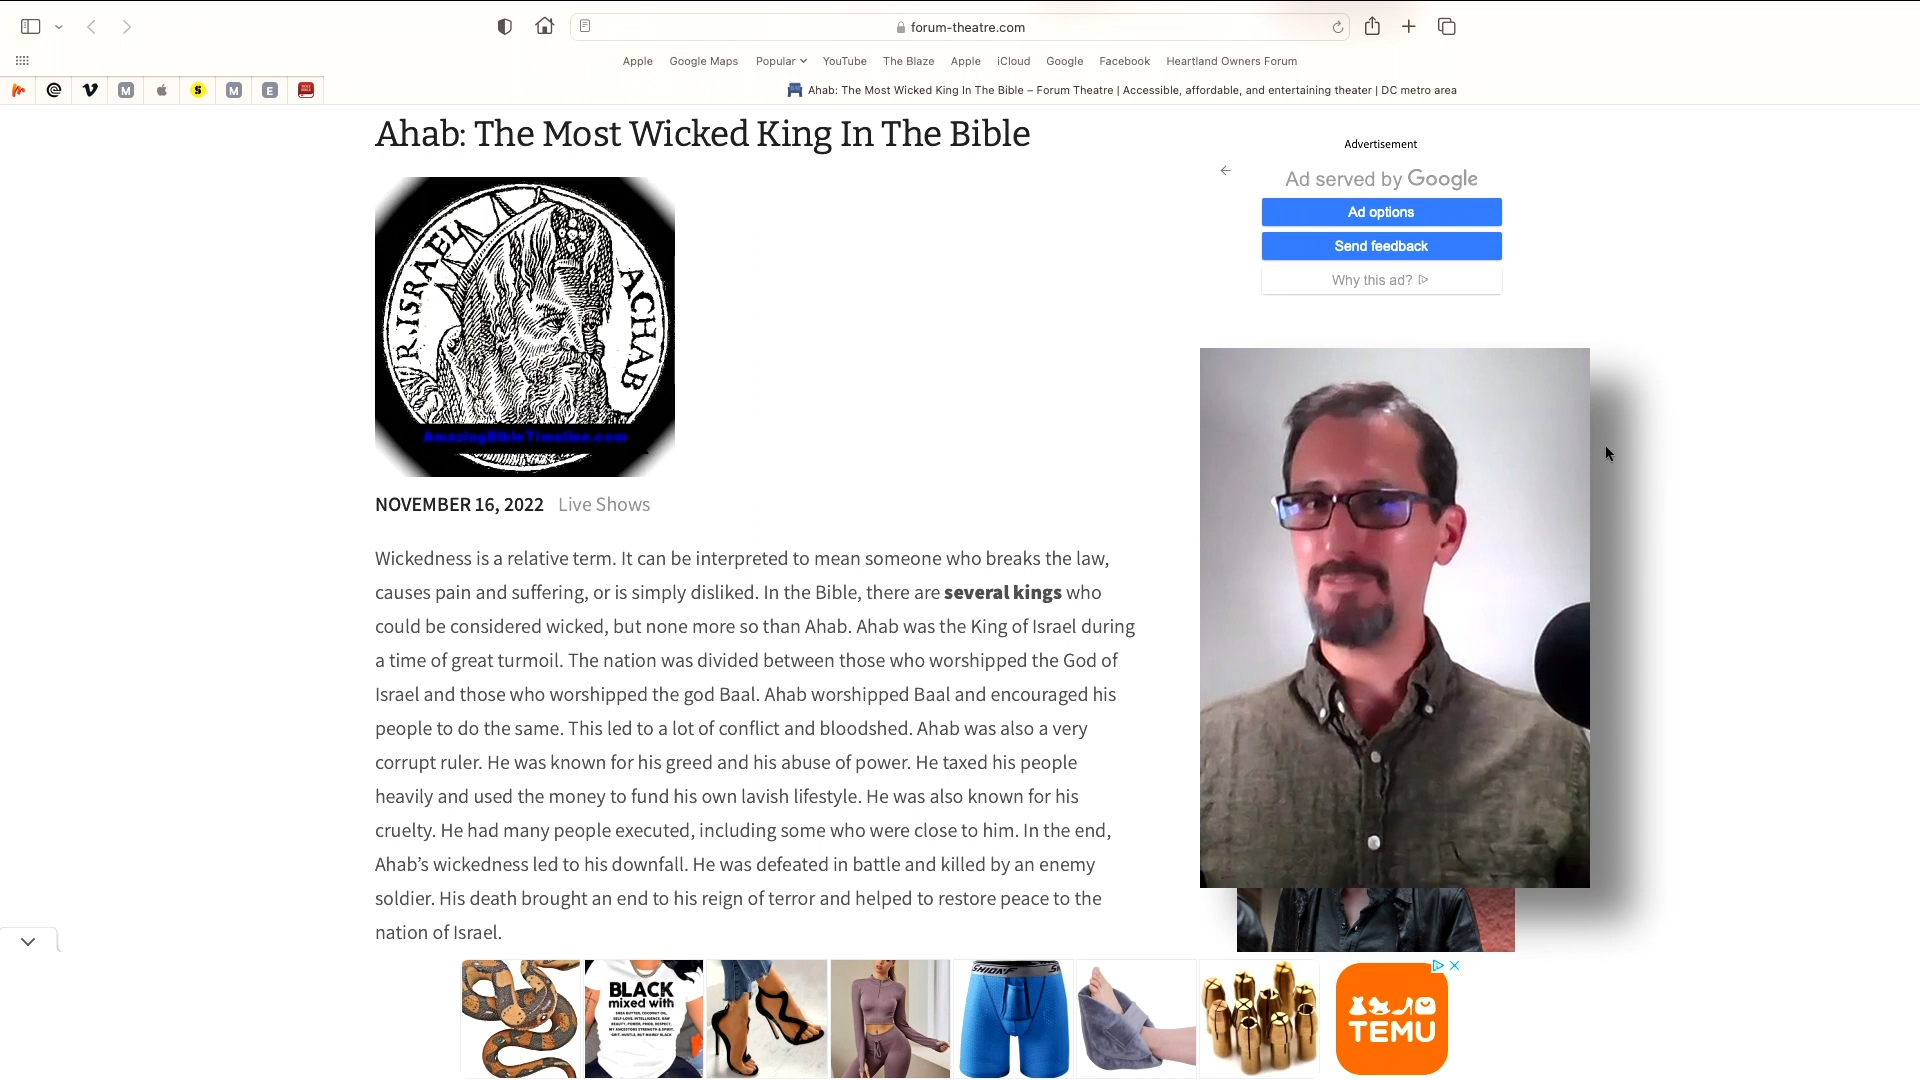 forum-theatre.com
Apple Google Maps Popular YouTube The Blaze Apple iCloud Google Facebook Heartland Owners Forum
M S M E
Ahab: The Most Wicked King In The Bible – Forum Theatre | Accessible, affordable, and entertaining theater | DC metro area
Ahab: The Most Wicked King In The Bible
R.ISRAEL
ACHAB
AmazingBibleTimeline.com
NOVEMBER 16, 2022 Live Shows
Wickedness is a relative term. It can be interpreted to mean someone who breaks the law,
causes pain and suffering, or is simply disliked. In the Bible, there are several kings who
could be considered wicked, but none more so than Ahab. Ahab was the King of Israel during
a time of great turmoil. The nation was divided between those who worshipped the God of
Israel and those who worshipped the god Baal. Ahab worshipped Baal and encouraged his
people to do the same. This led to a lot of conflict and bloodshed. Ahab was also a very
corrupt ruler. He was known for his greed and his abuse of power. He taxed his people
heavily and used the money to fund his own lavish lifestyle. He was also known for his
cruelty. He had many people executed, including some who were close to him. In the end,
Ahab’s wickedness led to his downfall. He was defeated in battle and killed by an enemy
soldier. His death brought an end to his reign of terror and helped to restore peace to the
nation of Israel.
Advertisement
Ad served by Google
Ad options
Send feedback
Why this ad?
BLACK
mixed with
TEMU